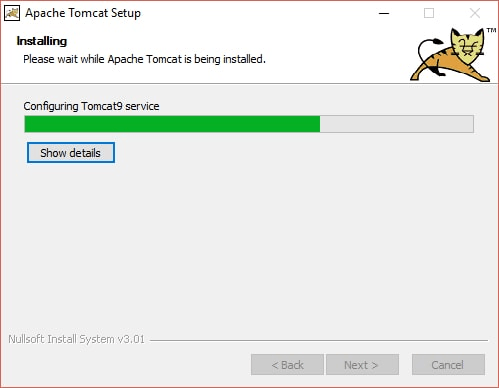 Apache Tomcat Setup
Installing
Please wait while Apache Tomcat is being installed.
TM
Configuring Tomcat9 service
Show details
Nullsoft Install System v3.01
< Back
Next >
Cancel